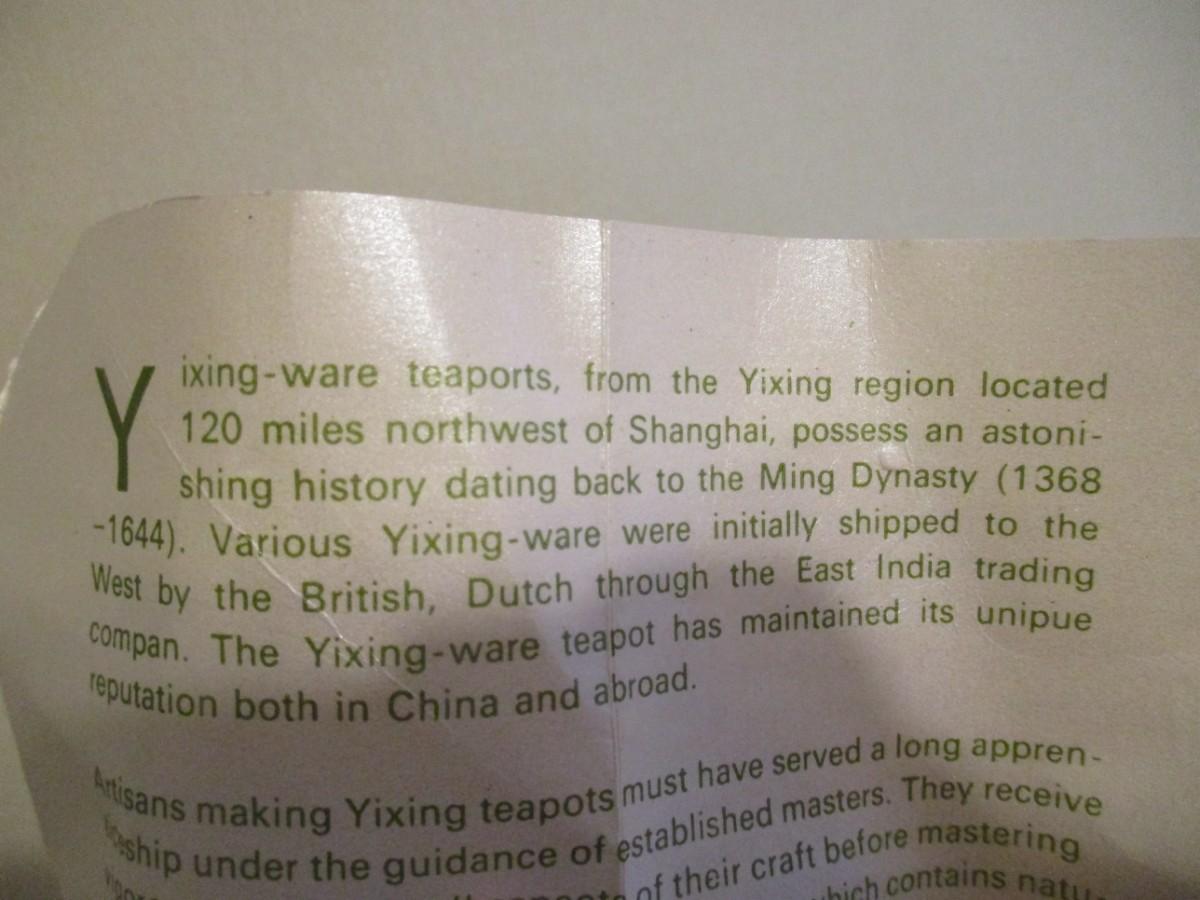 Yixing-ware teaports, from the Yixing region located
120 miles northwest of Shanghai, possess an astoni-
shing history dating back to the Ming Dynasty (1368
-1644). Various Yixing-ware were initially shipped to the
West by the British, Dutch through the East India trading
compan. The Yixing-ware teapot has maintained its unipue
reputation both in China and abroad.
Artisans making Yixing teapots must have served a long appren-
ticeship under the guidance of established masters. They receive
of their craft before mastering
which contains natu-